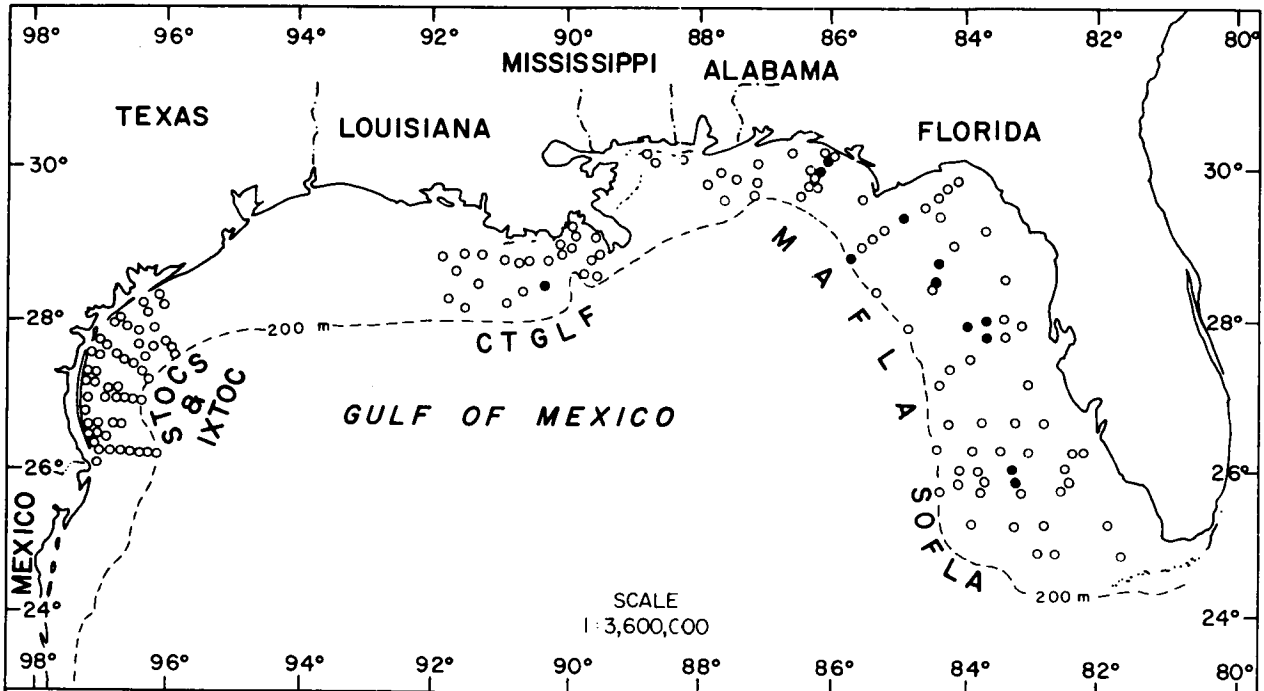 98° 96° 94° 92° 90° 88° 86° 84° 82° 80°
MISSISSIPPI
ALABAMA
TEXAS
LOUISIANA
FLORIDA
30°
30°
28°
28°
200 m
CTGLF
MAFLA
STOCS
&
IXTOC
GULF OF MEXICO
26°
26°
SOFLA
MEXICO
24°
24°
200 m
SCALE
1:3,600,000
98° 96° 94° 92° 90° 88° 86° 84° 82° 80°